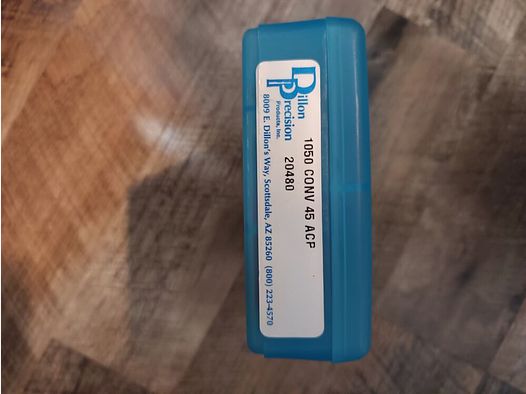 Dillon
Precision
Products, Inc.
8009 E. Dillon's Way, Scottsdale, AZ 85260 (800) 223-4570
1050 CONV 45 ACP
20480